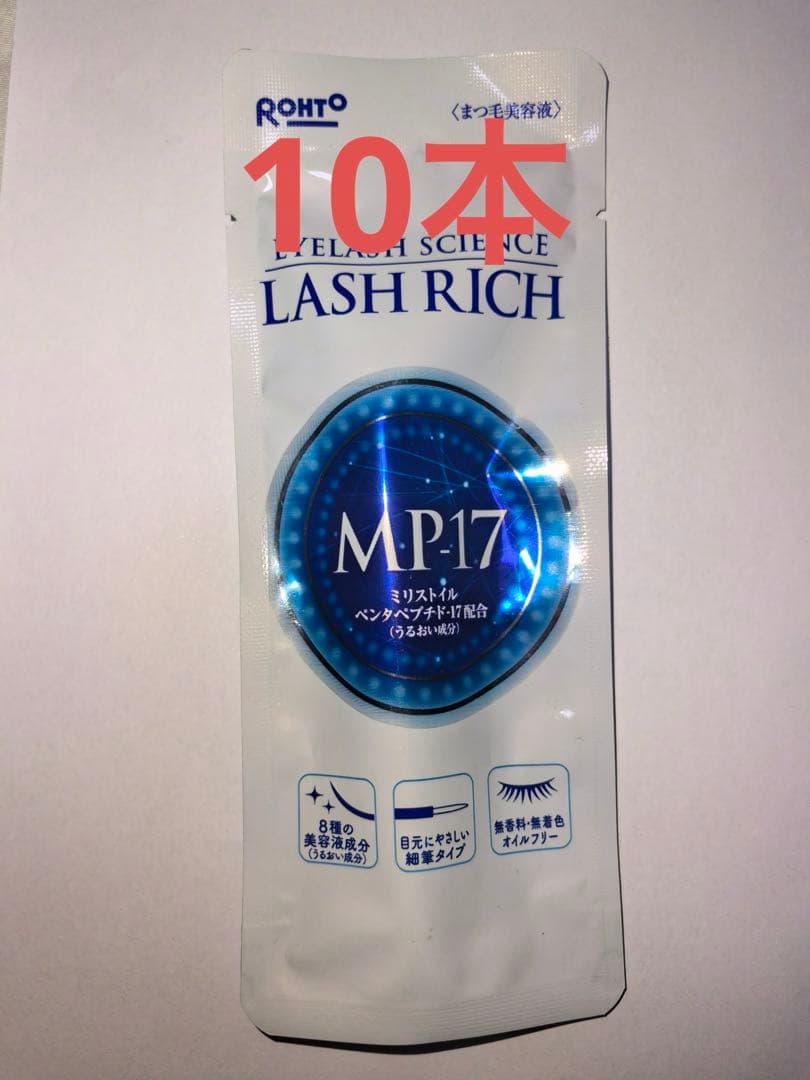 ROHTO
〈まつ毛美容液〉
10本
EYELASH SCIENCE
LASH RICH
MP-17
ミリストイル
ペンタペプチド-17配合
(うるおい成分)
8種の
美容液成分
(うるおい成分)
目元にやさしい
細筆タイプ
無香料・無着色
オイルフリー